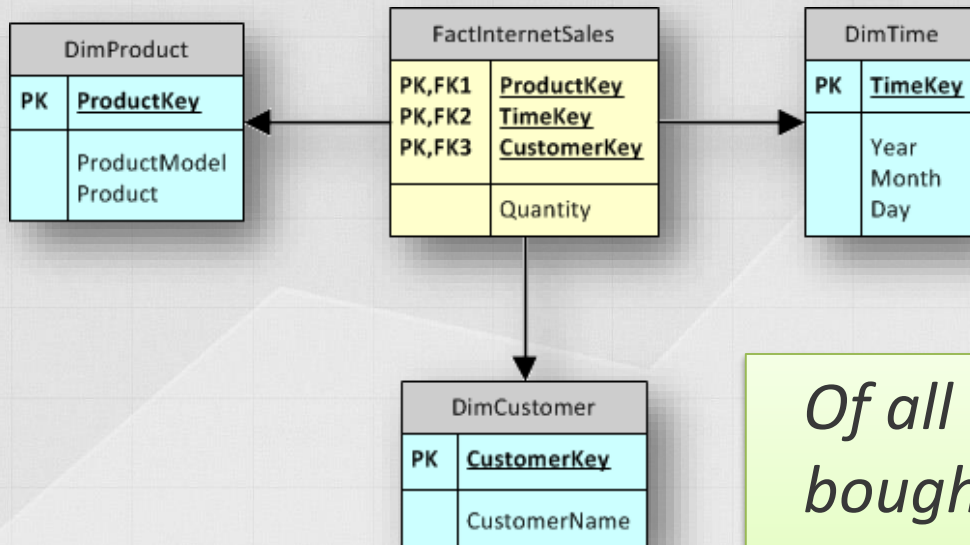 DimProduct
PK ProductKey
ProductModel
Product
FactInternetSales
PK,FK1 ProductKey
PK,FK2 TimeKey
PK,FK3 CustomerKey
Quantity
DimTime
PK TimeKey
Year
Month
Day
DimCustomer
PK CustomerKey
CustomerName
Of all